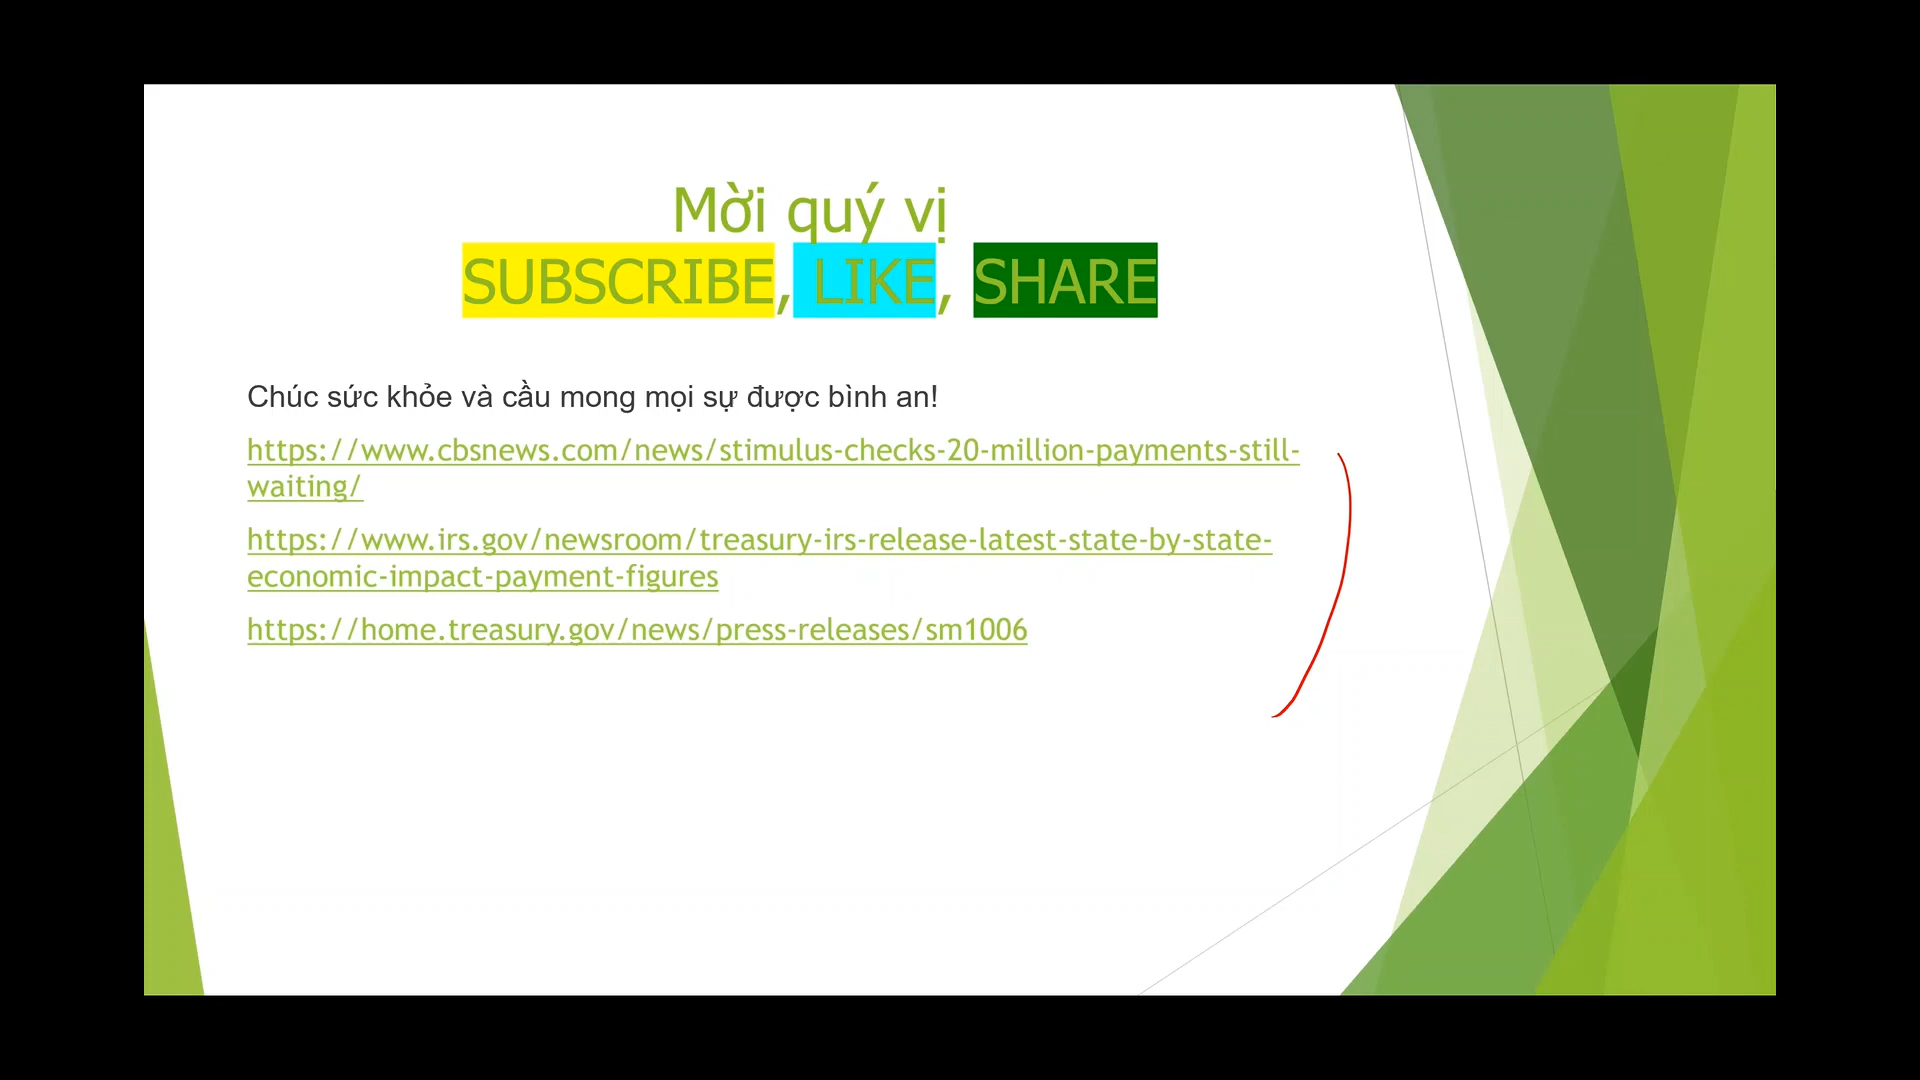 Mời quý vị
SUBSCRIBE, LIKE, SHARE
Chúc sức khỏe và cầu mong mọi sự được bình an!
https://www.cbsnews.com/news/stimulus-checks-20-million-payments-still-
waiting/
https://www.irs.gov/newsroom/treasury-irs-release-latest-state-by-state-
economic-impact-payment-figures
https://home.treasury.gov/news/press-releases/sm1006